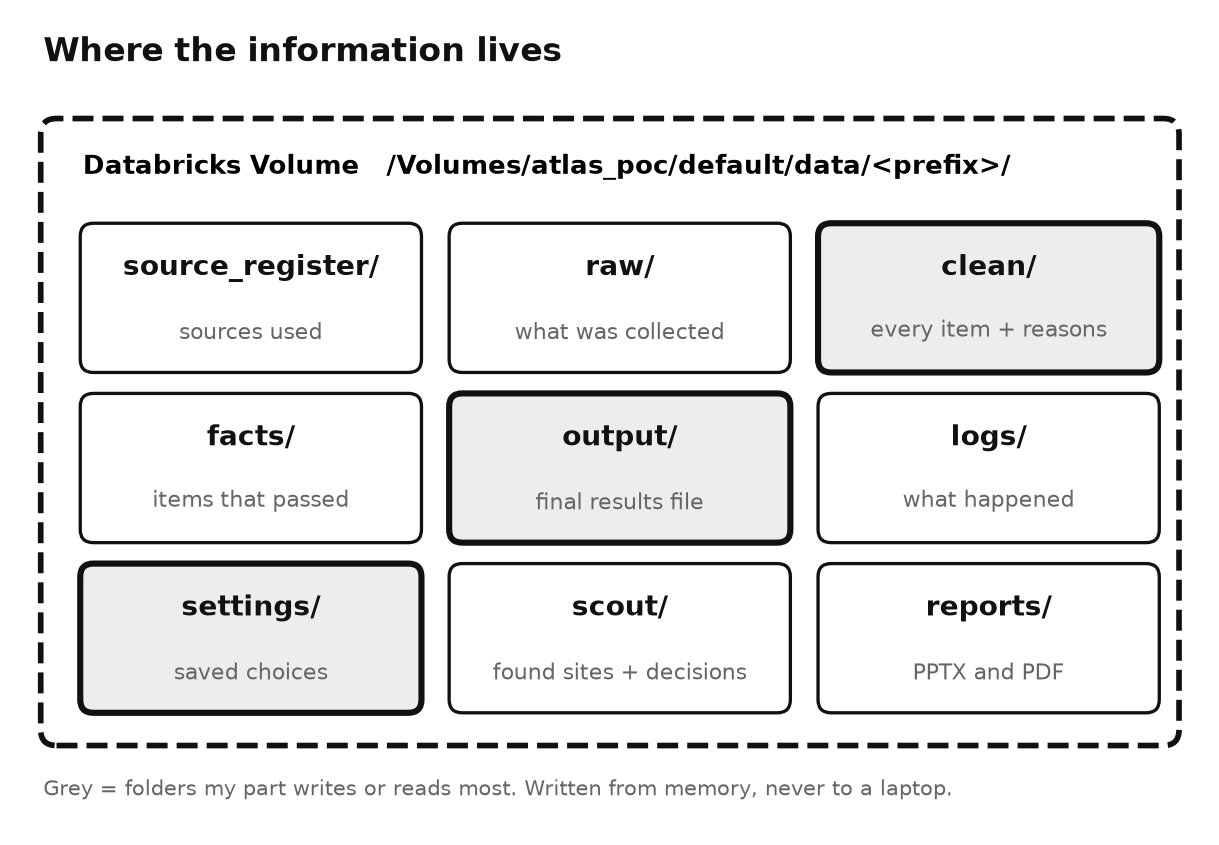 Where the information lives
Databricks Volume /Volumes/atlas_poc/default/data/<prefix>/
source_register/
sources used
raw/
what was collected
clean/
every item + reasons
facts/
items that passed
output/
final results file
logs/
what happened
settings/
saved choices
scout/
found sites + decisions
reports/
PPTX and PDF
Grey = folders my part writes or reads most. Written from memory, never to a laptop.